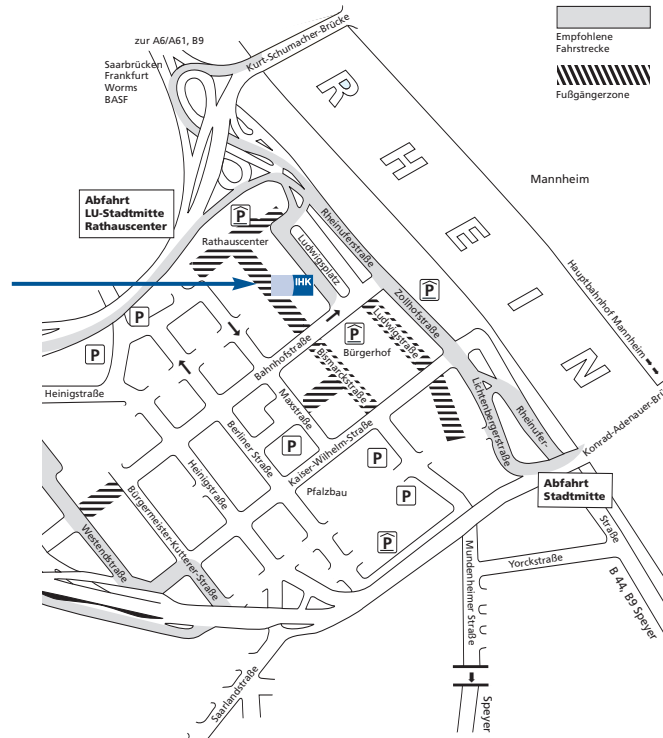 Empfohlene
Fahrstrecke
Fußgängerzone
zur A6/A61, B9
Saarbrücken
Frankfurt
Worms
BASF
Kurt-Schumacher-Brücke
R H E I N
Mannheim
Abfahrt
LU-Stadtmitte
Rathauscenter
P
Rathauscenter
Rheinuferstraße
Ludwigsplatz
IHK
Hauptbahnhof Mannheim
P
Zollhofstraße
P
P
P
Bürgerhof
Ludwigstraße
Bahnhofstraße
Bismarckstraße
Heinigstraße
Maxstraße
Lichtenbergerstraße
Rheinufer-
Konrad-Adenauer-Brü
Berliner Straße
P
Kaiser-Wilhelm-Straße
P
Heinigstraße
Pfalzbau
P
Abfahrt
Stadtmitte
Bürgermeister-Kutterer-Straße
Westendstraße
P
Straße
Mundenheimer Straße
Yorckstraße
B 44, B9 Speyer
Saarlandstraße
Speyer